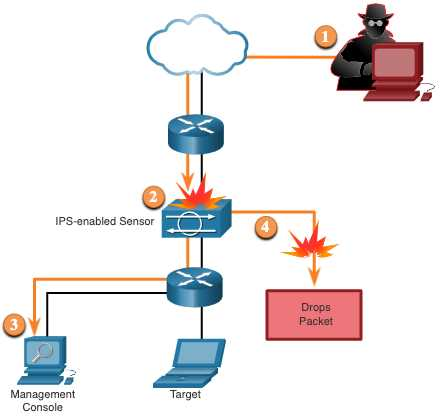 1
2
IPS-enabled Sensor
4
Drops
Packet
3
Management
Console
Target